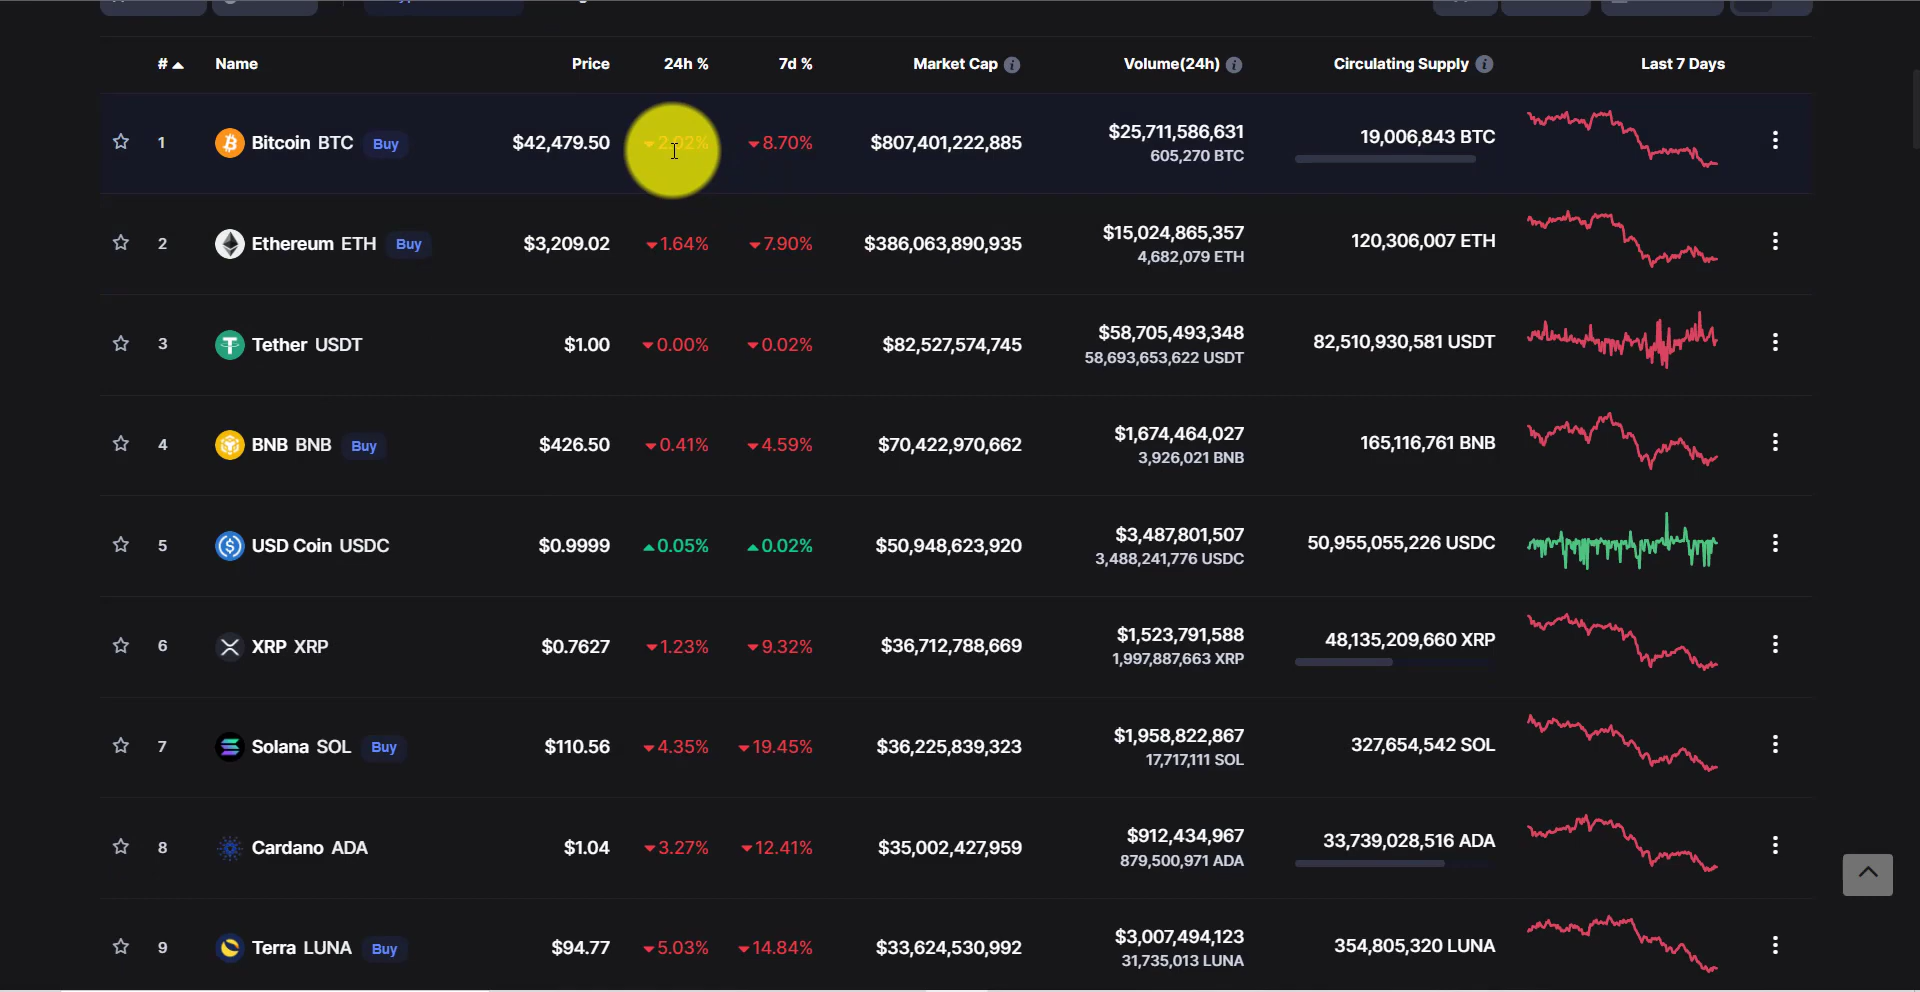 # Name Price 24h % 7d % Market Cap Volume(24h) Circulating Supply Last 7 Days
1 Bitcoin BTC Buy $42,479.50 2.02% 8.70% $807,401,222,885 $25,711,586,631 19,006,843 BTC
605,270 BTC
2 Ethereum ETH Buy $3,209.02 1.64% 7.90% $386,063,890,935 $15,024,865,357 120,306,007 ETH
4,682,079 ETH
3 Tether USDT $1.00 0.00% 0.02% $82,527,574,745 $58,705,493,348 82,510,930,581 USDT
58,693,653,622 USDT
4 BNB BNB Buy $426.50 0.41% 4.59% $70,422,970,662 $1,674,464,027 165,116,761 BNB
3,926,021 BNB
5 USD Coin USDC $0.9999 0.05% 0.02% $50,948,623,920 $3,487,801,507 50,955,055,226 USDC
3,488,241,776 USDC
6 XRP XRP $0.7627 1.23% 9.32% $36,712,788,669 $1,523,791,588 48,135,209,660 XRP
1,997,887,663 XRP
7 Solana SOL Buy $110.56 4.35% 19.45% $36,225,839,323 $1,958,822,867 327,654,542 SOL
17,717,111 SOL
8 Cardano ADA $1.04 3.27% 12.41% $35,002,427,959 $912,434,967 33,739,028,516 ADA
879,500,971 ADA
9 Terra LUNA Buy $94.77 5.03% 14.84% $33,624,530,992 $3,007,494,123 354,805,320 LUNA
31,735,013 LUNA